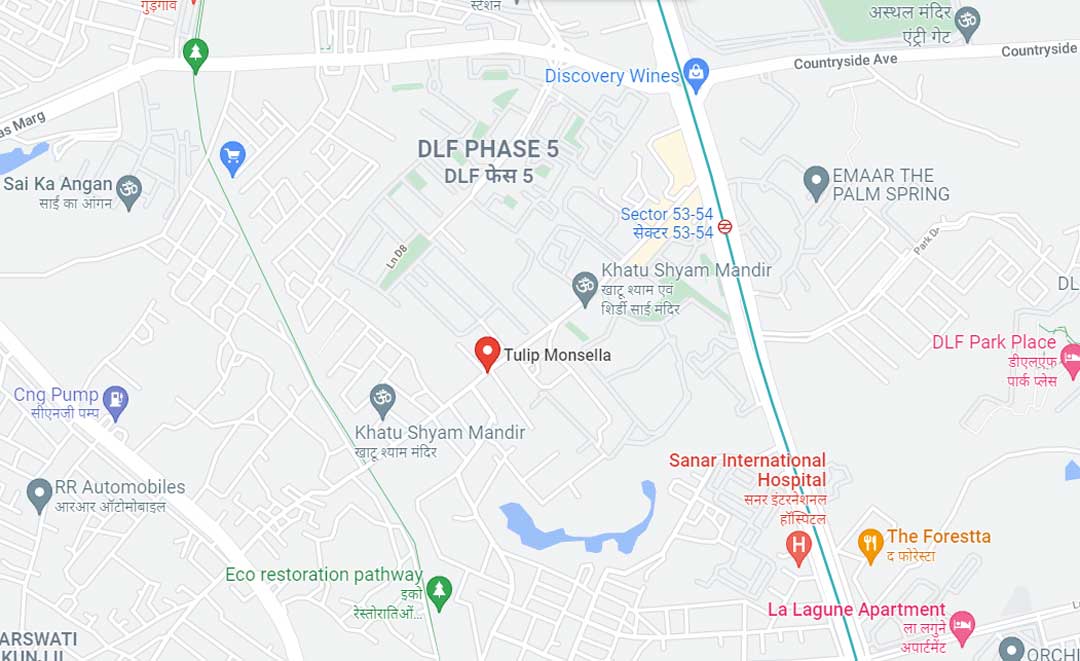 गुड़गांव
स्टेशन
अस्थल मंदिर
एंट्री गेट
Countryside Ave
Countryside
Discovery Wines
as Marg
DLF PHASE 5
DLF फेस 5
Sai Ka Angan
साई का आंगन
EMAAR THE
PALM SPRING
Sector 53-54
सेक्टर 53-54
Park Dr
Ln D8
Khatu Shyam Mandir
खाटू श्याम एवं
शिर्डी साई मंदिर
DL
DLF Park Place
डीएलएफ
पार्क प्लेस
Tulip Monsella
Cng Pump
सीएनजी पम्प
Khatu Shyam Mandir
खाटू श्याम मंदिर
Sanar International
Hospital
सनर इंटरनेशनल
हॉस्पिटल
RR Automobiles
आरआर ऑटोमोबाइल
The Forestta
द फोरेस्टा
Eco restoration pathway
इको
रेस्तोरातिओं...
La Lagune Apartment
ला लगुने
अपार्टमेंट
ARSWATI
KUNJ II
ORCHI